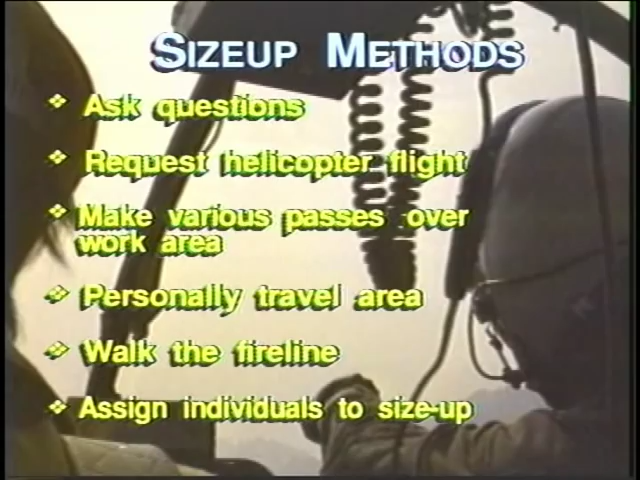 SIZEUP METHODS
❖ Ask questions
❖ Request helicopter flight
❖ Make various passes over
work area
❖ Personally travel area
❖ Walk the fireline
❖ Assign individuals to size-up